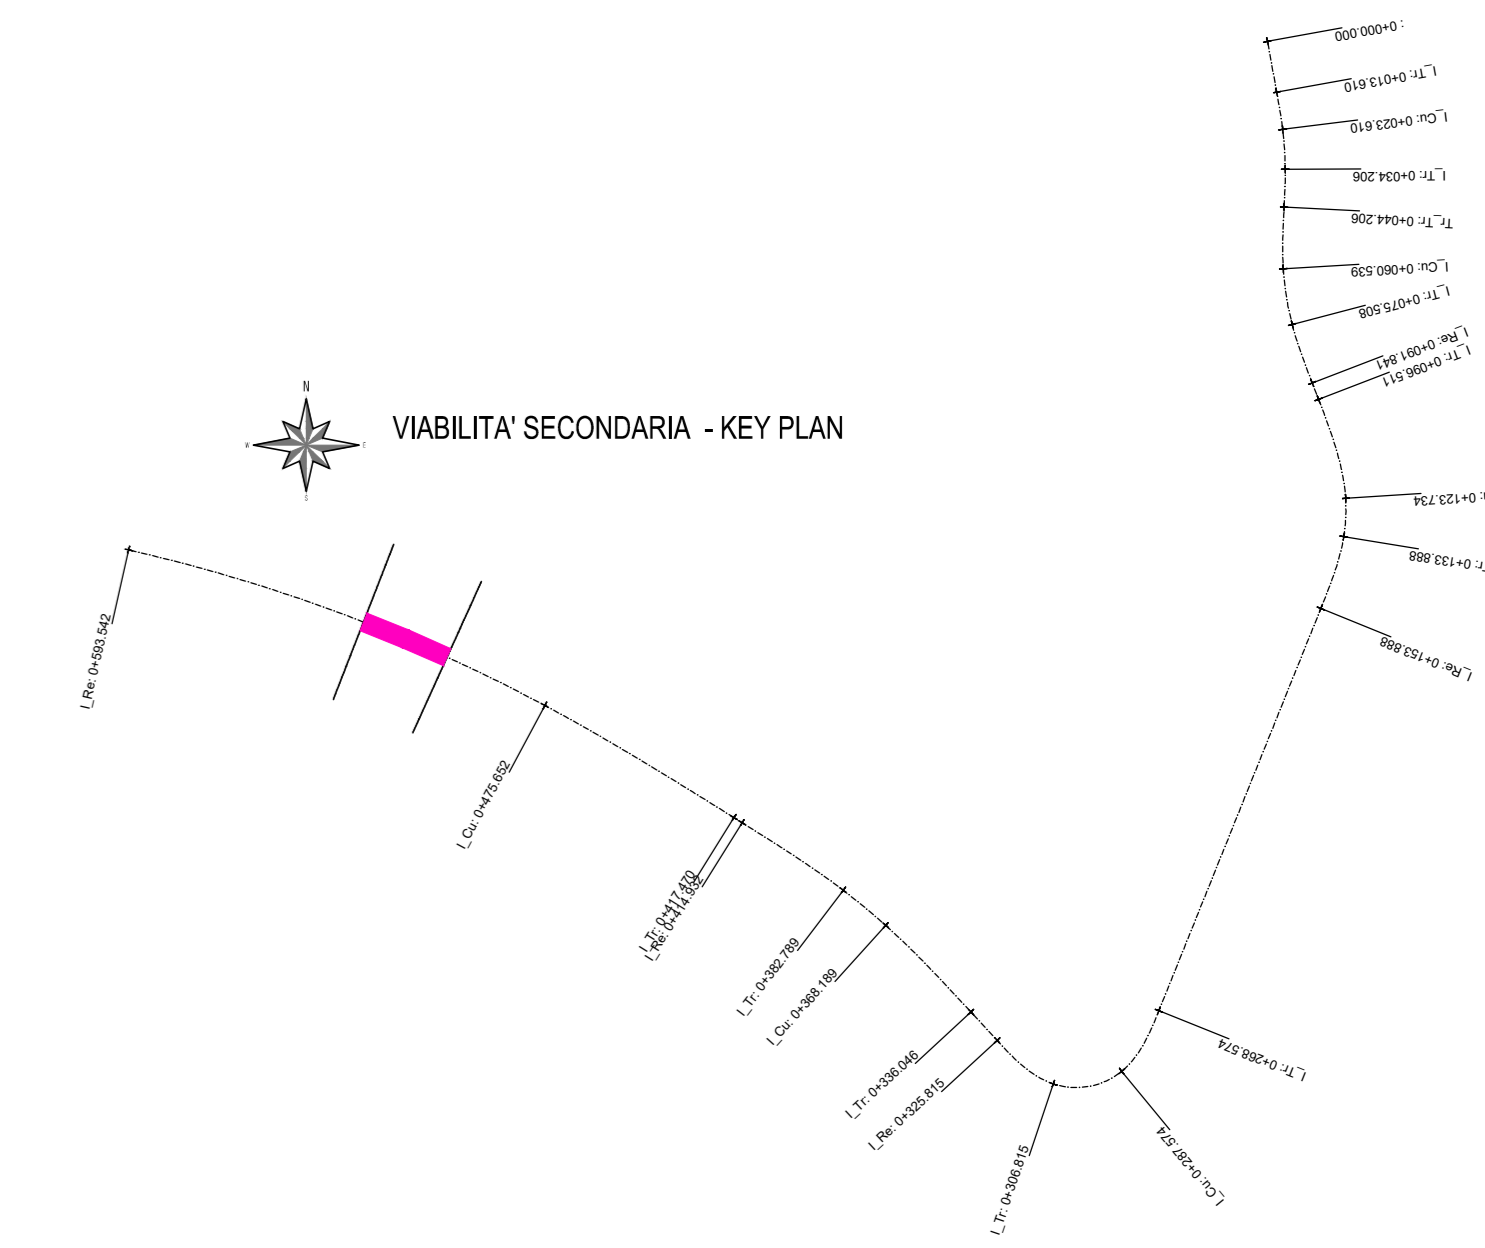 : 0+000.000
I_Tr: 0+013.610
I_Cu: 0+023.610
I_Tr: 0+034.206
Tr_Tr: 0+044.206
I_Cu: 0+060.539
I_Tr: 0+075.508
I_Re: 0+091.841
I_Tr: 0+096.511
N
W
E
S
VIABILITA' SECONDARIA - KEY PLAN
0+123.734
0+133.888
I_Re: 0+153.888
I_Re: 0+593.542
I_Cu: 0+475.652
I_Tr: 0+417.470
I_Re: 0+414.932
I_Tr: 0+382.789
I_Cu: 0+368.189
I_Tr: 0+336.046
I_Re: 0+325.815
I_Tr: 0+306.815
I_Cu: 0+287.574
I_Tr: 0+268.574